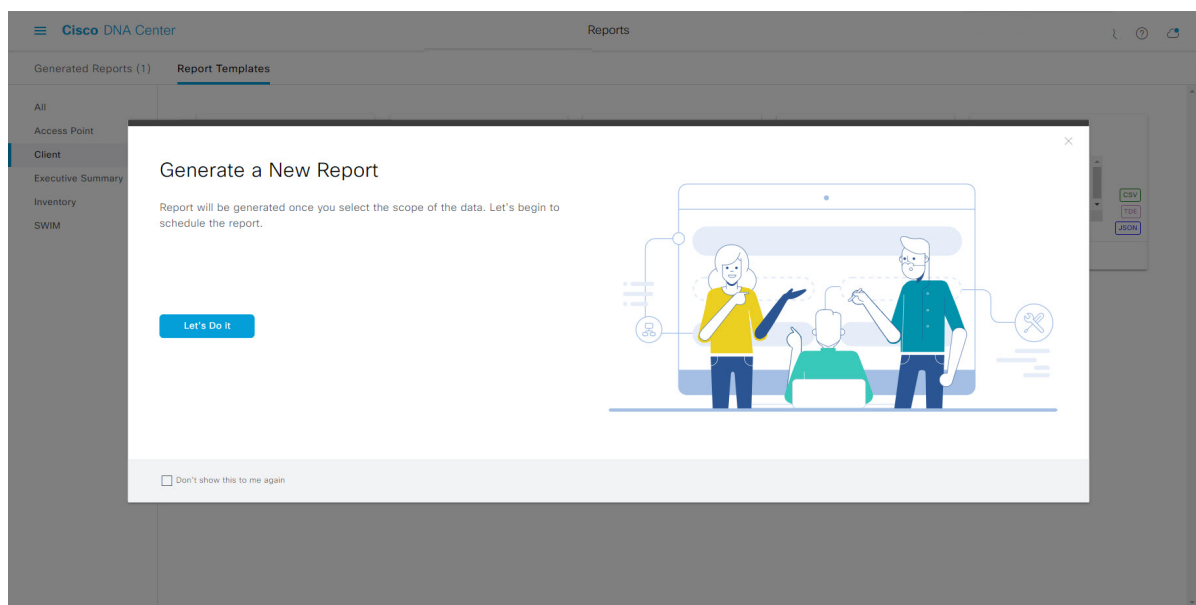 Cisco DNA Center
Reports
Generated Reports (1)
Report Templates
All
Access Point
Client
Executive Summary
Inventory
SWIM
Generate a New Report
Report will be generated once you select the scope of the data. Let's begin to
schedule the report.
Let's Do It
Don't show this to me again
CSV
TDE
JSON